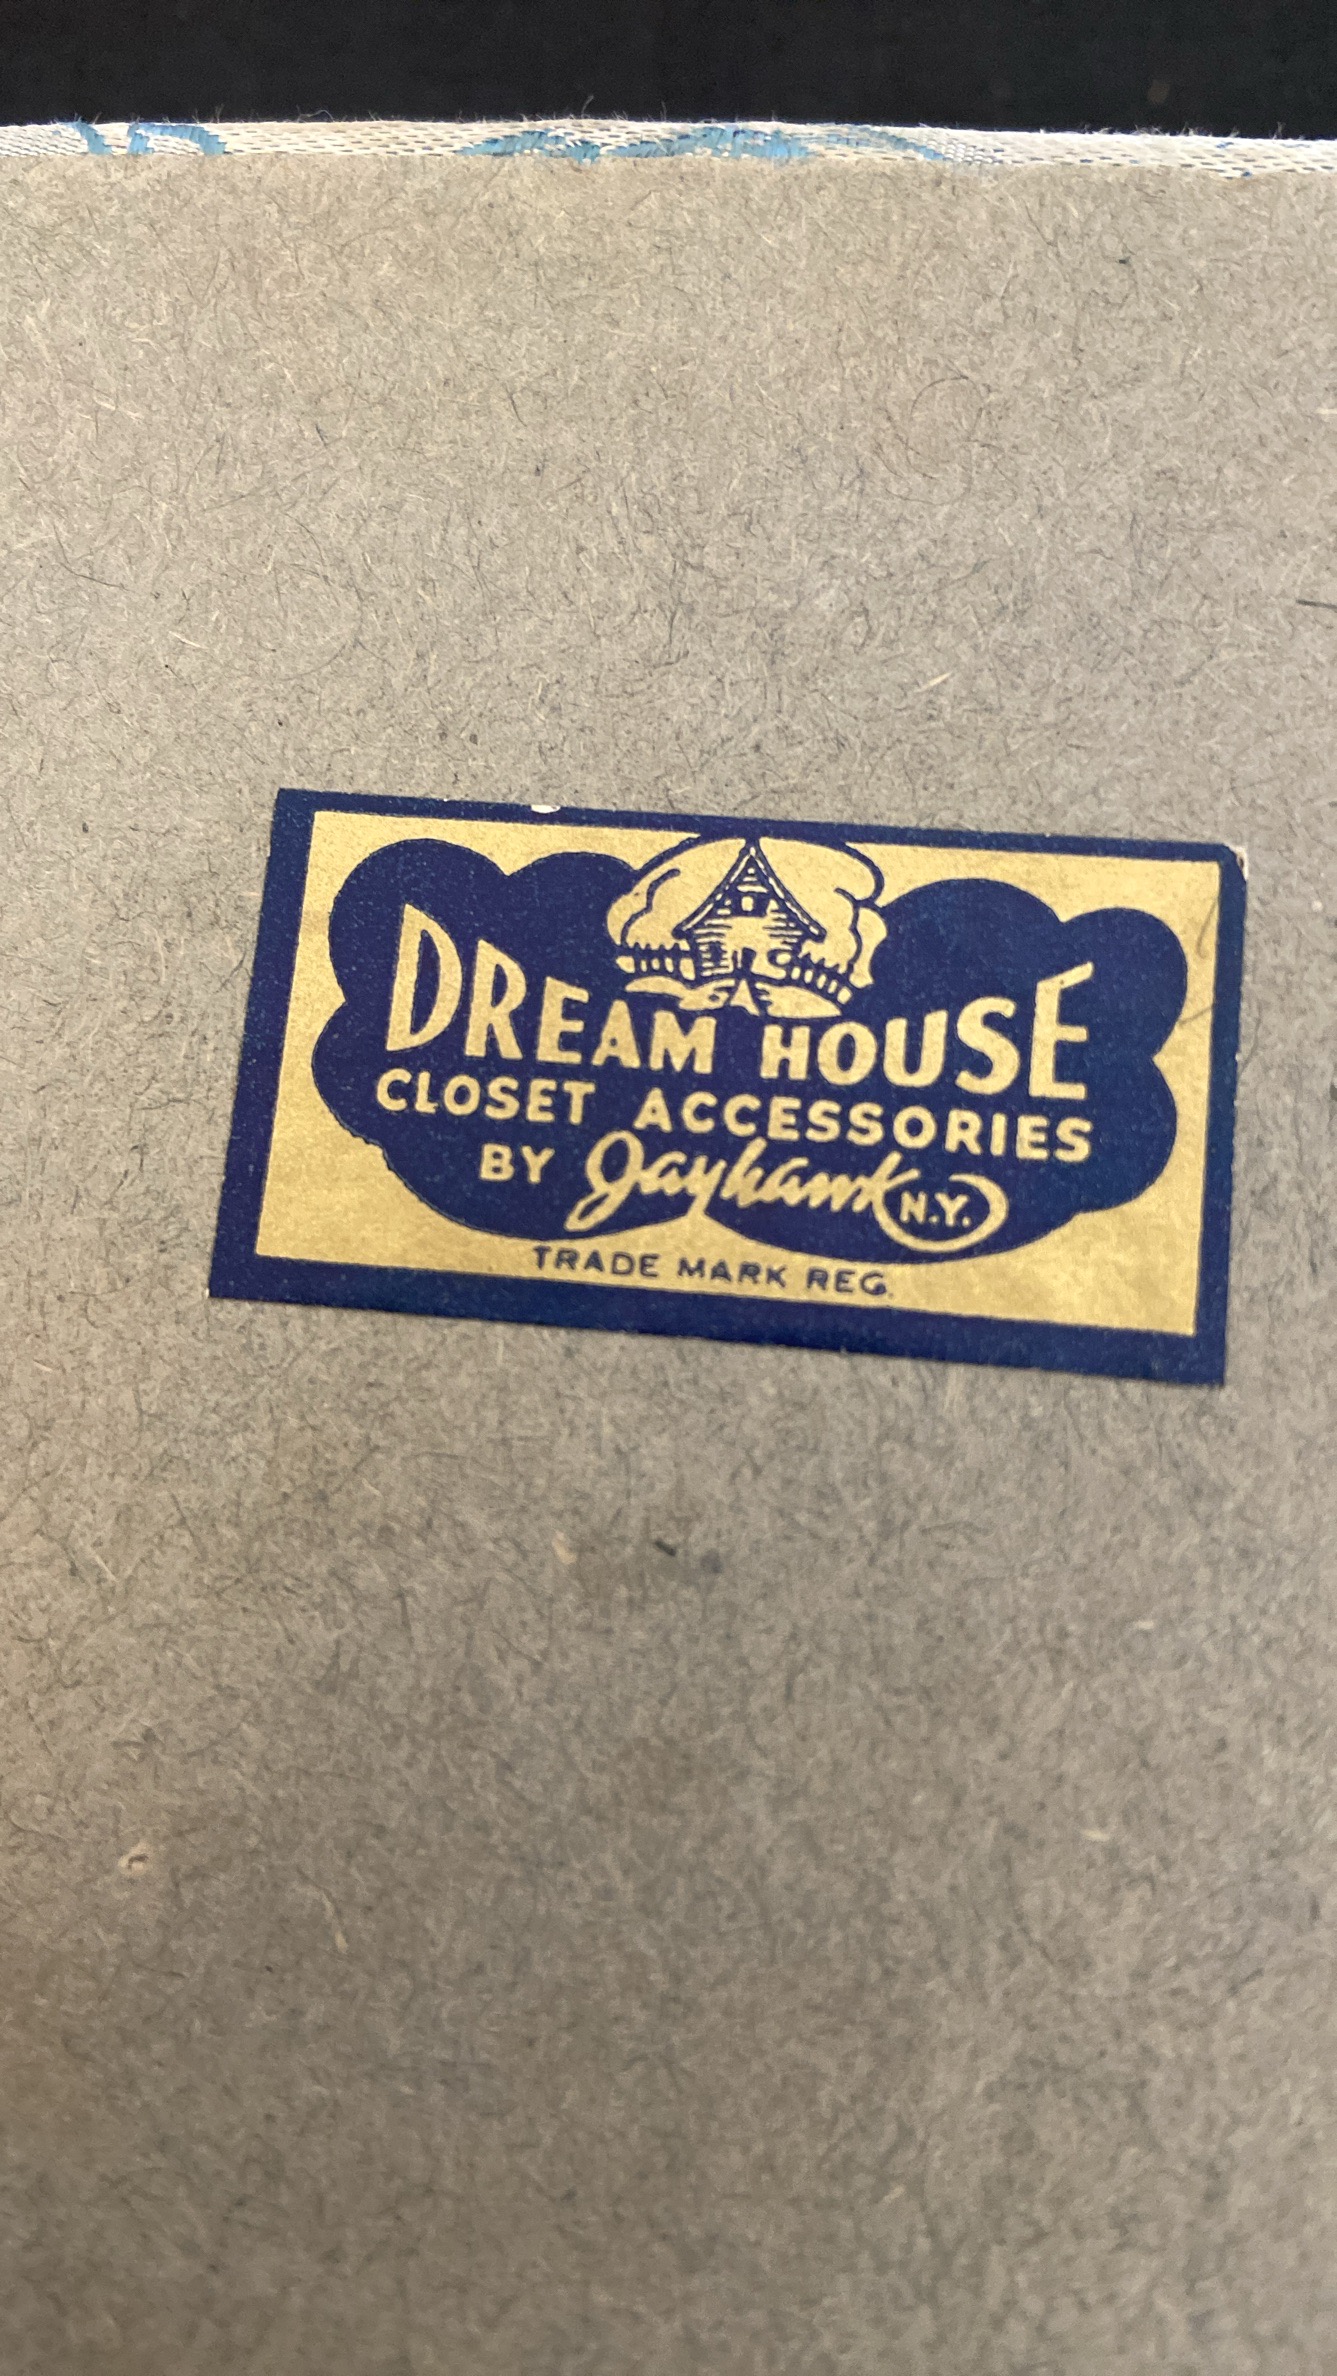 DREAM HOUSE
CLOSET ACCESSORIES
BY Jayhawk N.Y.
TRADE MARK REG.